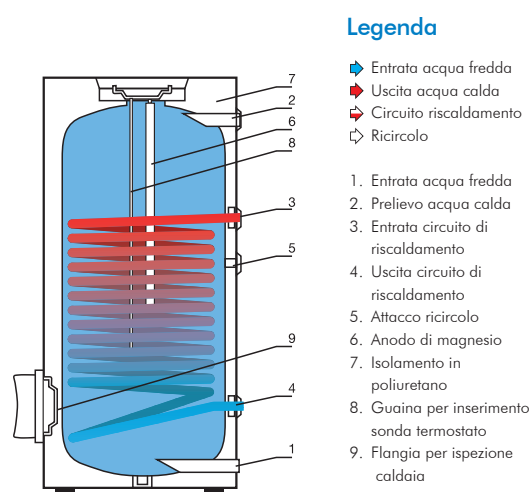 Legenda
Entrata acqua fredda
Uscita acqua calda
Circuito riscaldamento
Ricircolo
1. Entrata acqua fredda
2. Prelievo acqua calda
3. Entrata circuito di
riscaldamento
4. Uscita circuito di
riscaldamento
5. Attacco ricircolo
6. Anodo di magnesio
7. Isolamento in
poliuretano
8. Guaina per inserimento
sonda termostato
9. Flangia per ispezione
caldaia
7
2
6
8
3
5
9
4
1